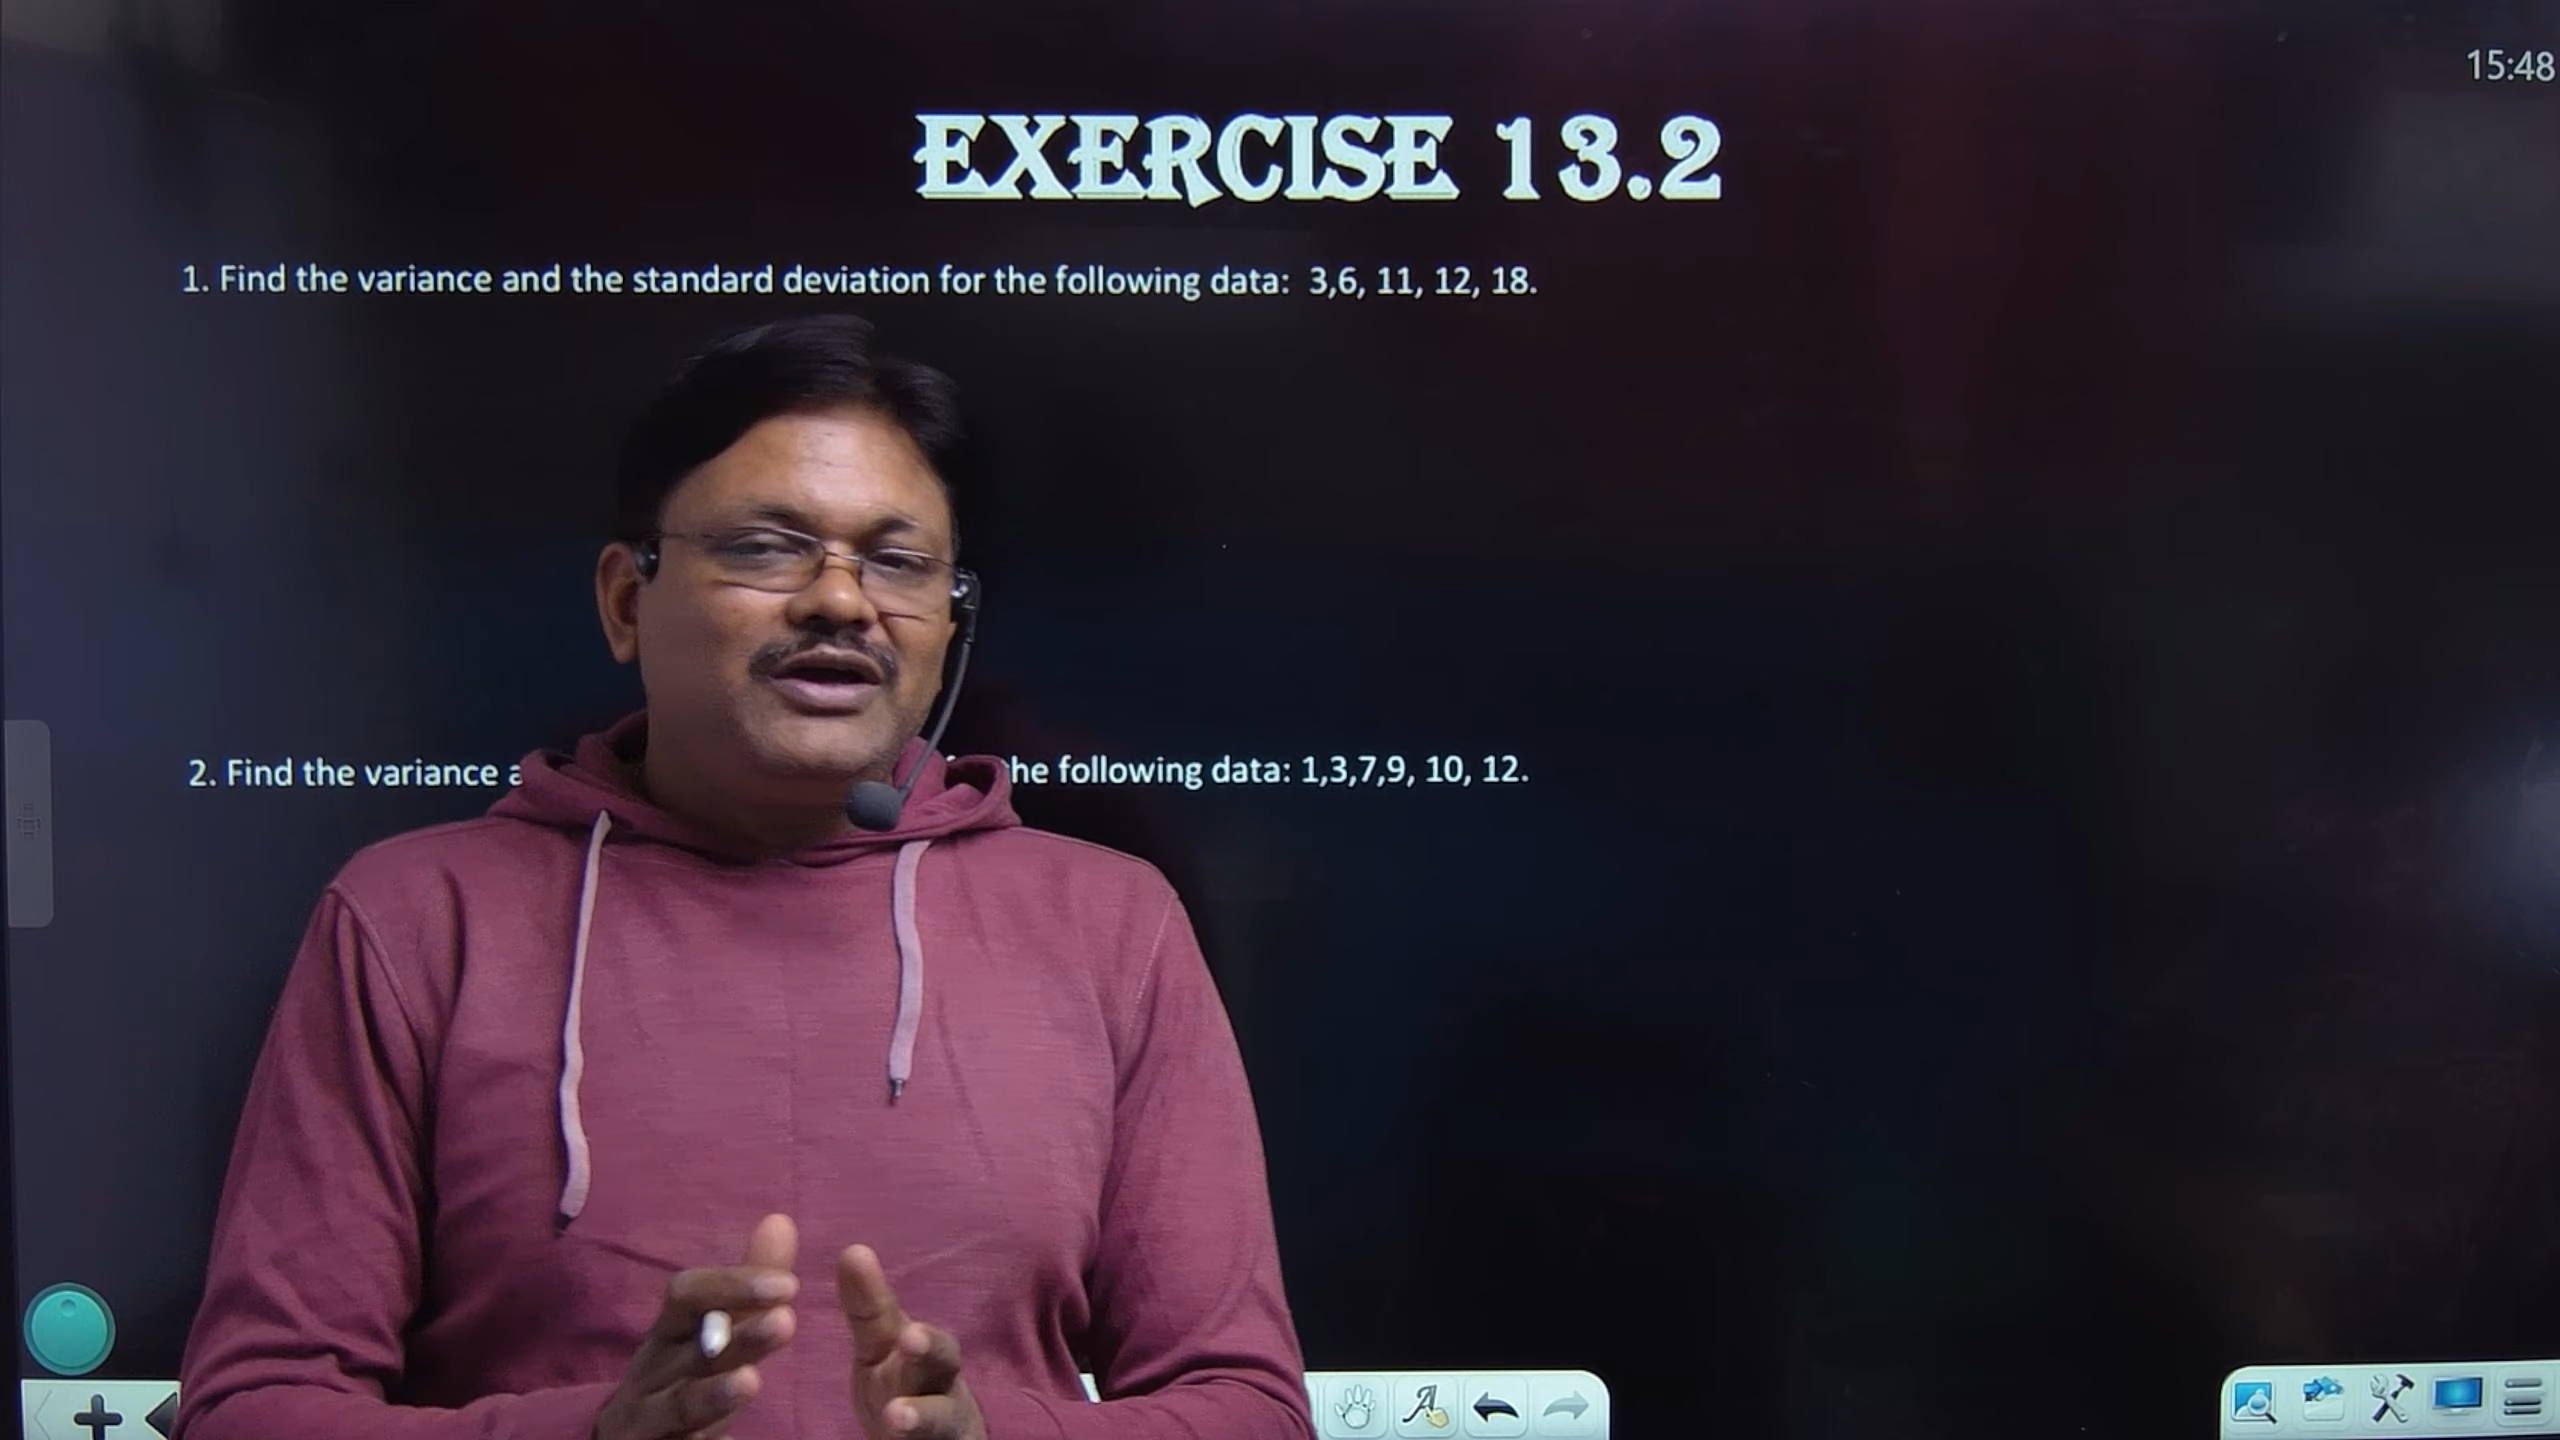 15:48
EXERCISE 13.2
1. Find the variance and the standard deviation for the following data: 3,6, 11, 12, 18.
2. Find the variance he following data: 1,3,7,9, 10, 12.